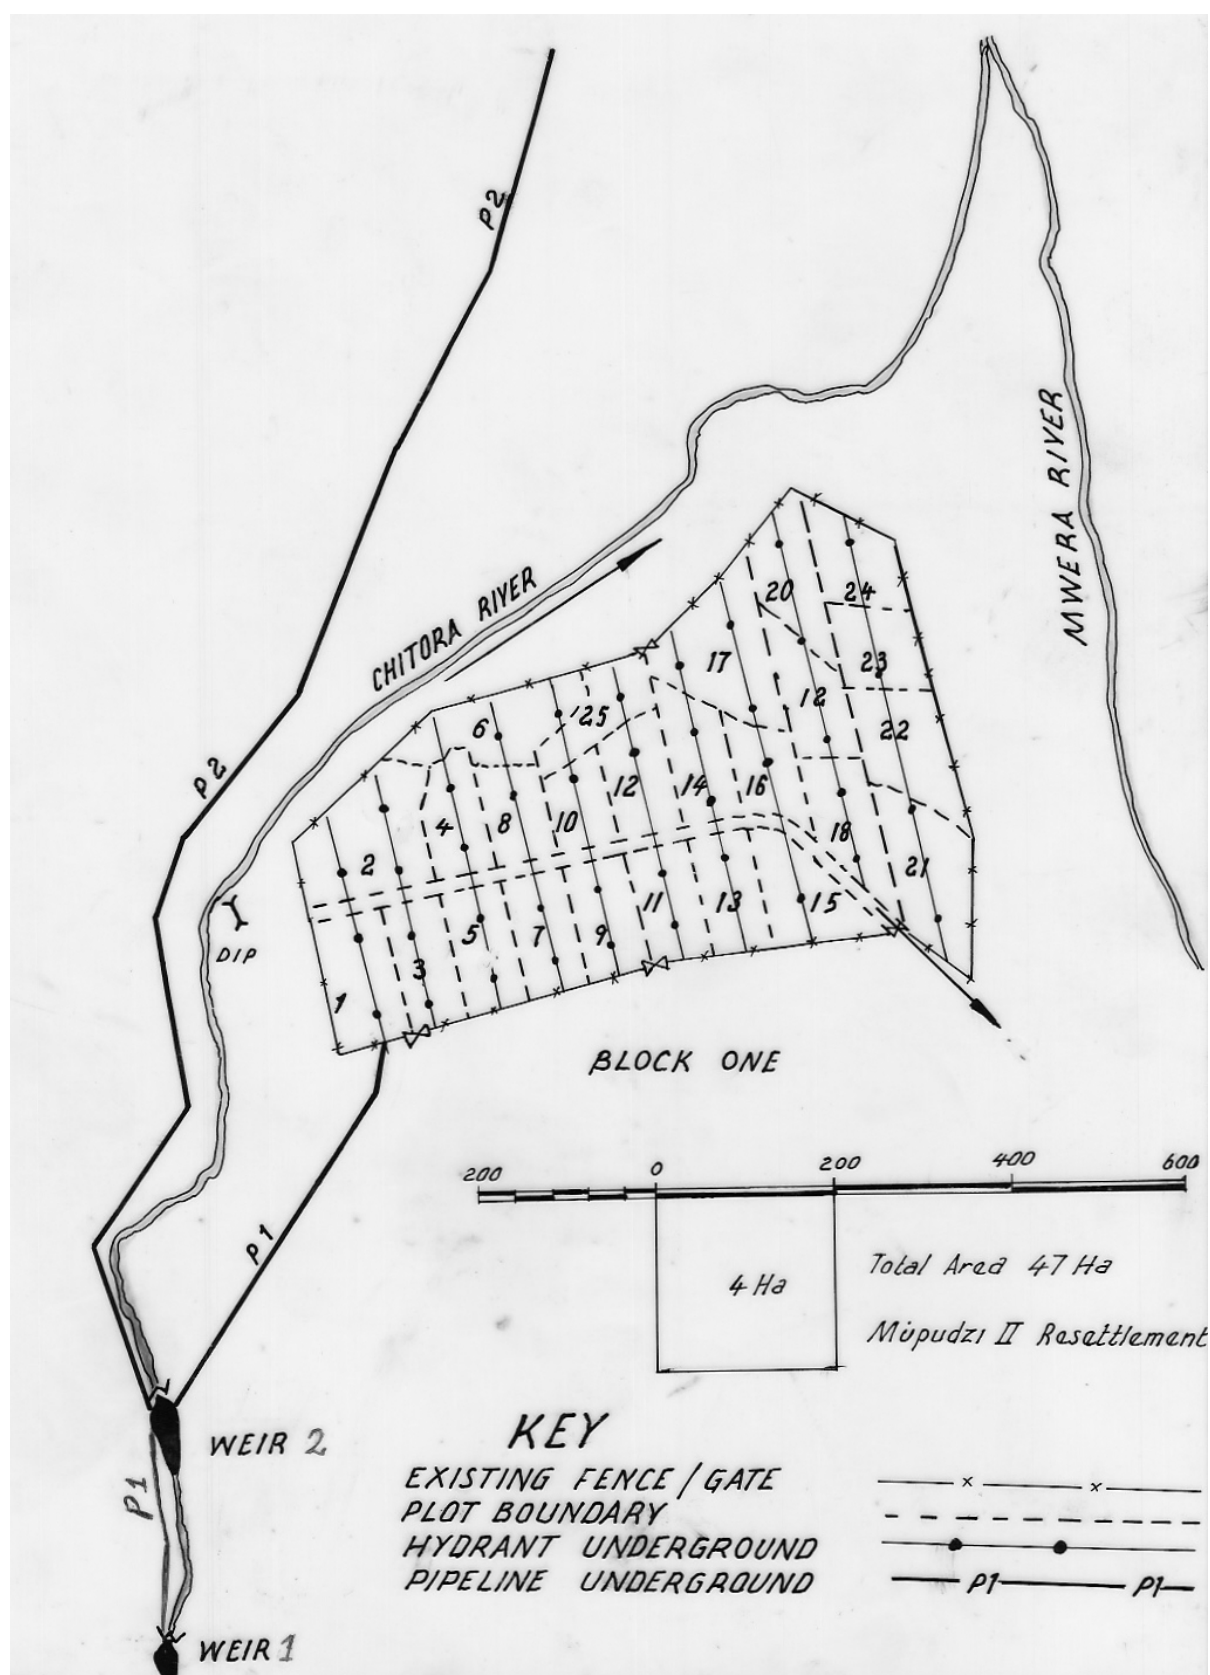 P2
P2
CHITORA RIVER
MWERA RIVER
DIP
20
24
17
23
12
6
25
22
12
14
16
4
8
10
2
18
21
11
13
15
5
7
9
3
1
BLOCK ONE
200 0 200 400 600
P1
4 Ha
Total Area 47 Ha
Mupudzi II Resettlement
KEY
WEIR 2
P1
EXISTING FENCE / GATE
PLOT BOUNDARY
HYDRANT UNDERGROUND
PIPELINE UNDERGROUND P1 P1
WEIR 1